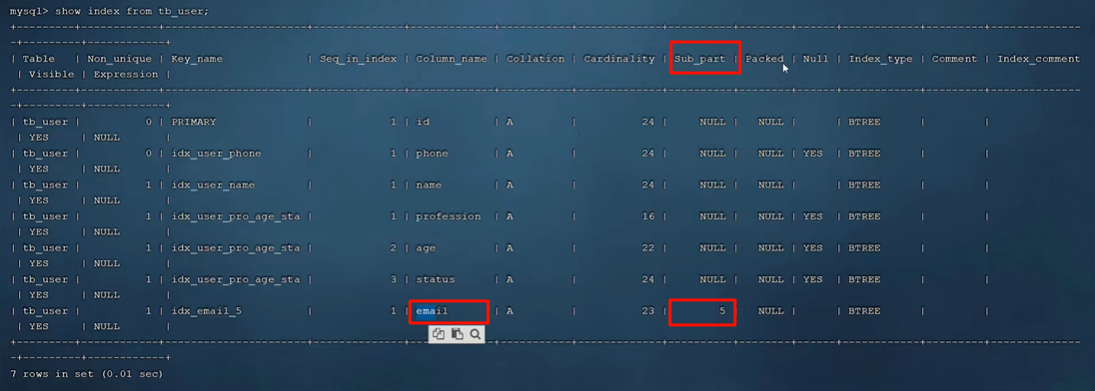 mysql> show index from tb_user;
+---------+------------+----------------------+--------------+-------------+-----------+-------------+----------+--------+------+------------+---------+---------------
-+---------+------------+
| Table | Non_unique | Key_name | Seq_in_index | Column_name | Collation | Cardinality | Sub_part | Packed | Null | Index_type | Comment | Index_comment
| Visible | Expression |
+---------+------------+----------------------+--------------+-------------+-----------+-------------+----------+--------+------+------------+---------+---------------
-+---------+------------+
| tb_user | 0 | PRIMARY | 1 | id | A | 24 | NULL | NULL | | BTREE | |
| YES | NULL |
| tb_user | 0 | idx_user_phone | 1 | phone | A | 24 | NULL | NULL | YES | BTREE | |
| YES | NULL |
| tb_user | 1 | idx_user_name | 1 | name | A | 24 | NULL | NULL | | BTREE | |
| YES | NULL |
| tb_user | 1 | idx_user_pro_age_sta | 1 | profession | A | 16 | NULL | NULL | YES | BTREE | |
| YES | NULL |
| tb_user | 1 | idx_user_pro_age_sta | 2 | age | A | 22 | NULL | NULL | YES | BTREE | |
| YES | NULL |
| tb_user | 1 | idx_user_pro_age_sta | 3 | status | A | 24 | NULL | NULL | YES | BTREE | |
| YES | NULL |
| tb_user | 1 | idx_email_5 | 1 | email | A | 23 | 5 | NULL | | BTREE | |
| YES | NULL |
+---------+------------+----------------------+--------------+-------------+-----------+-------------+----------+--------+------+------------+---------+---------------
-+---------+------------+
7 rows in set (0.01 sec)